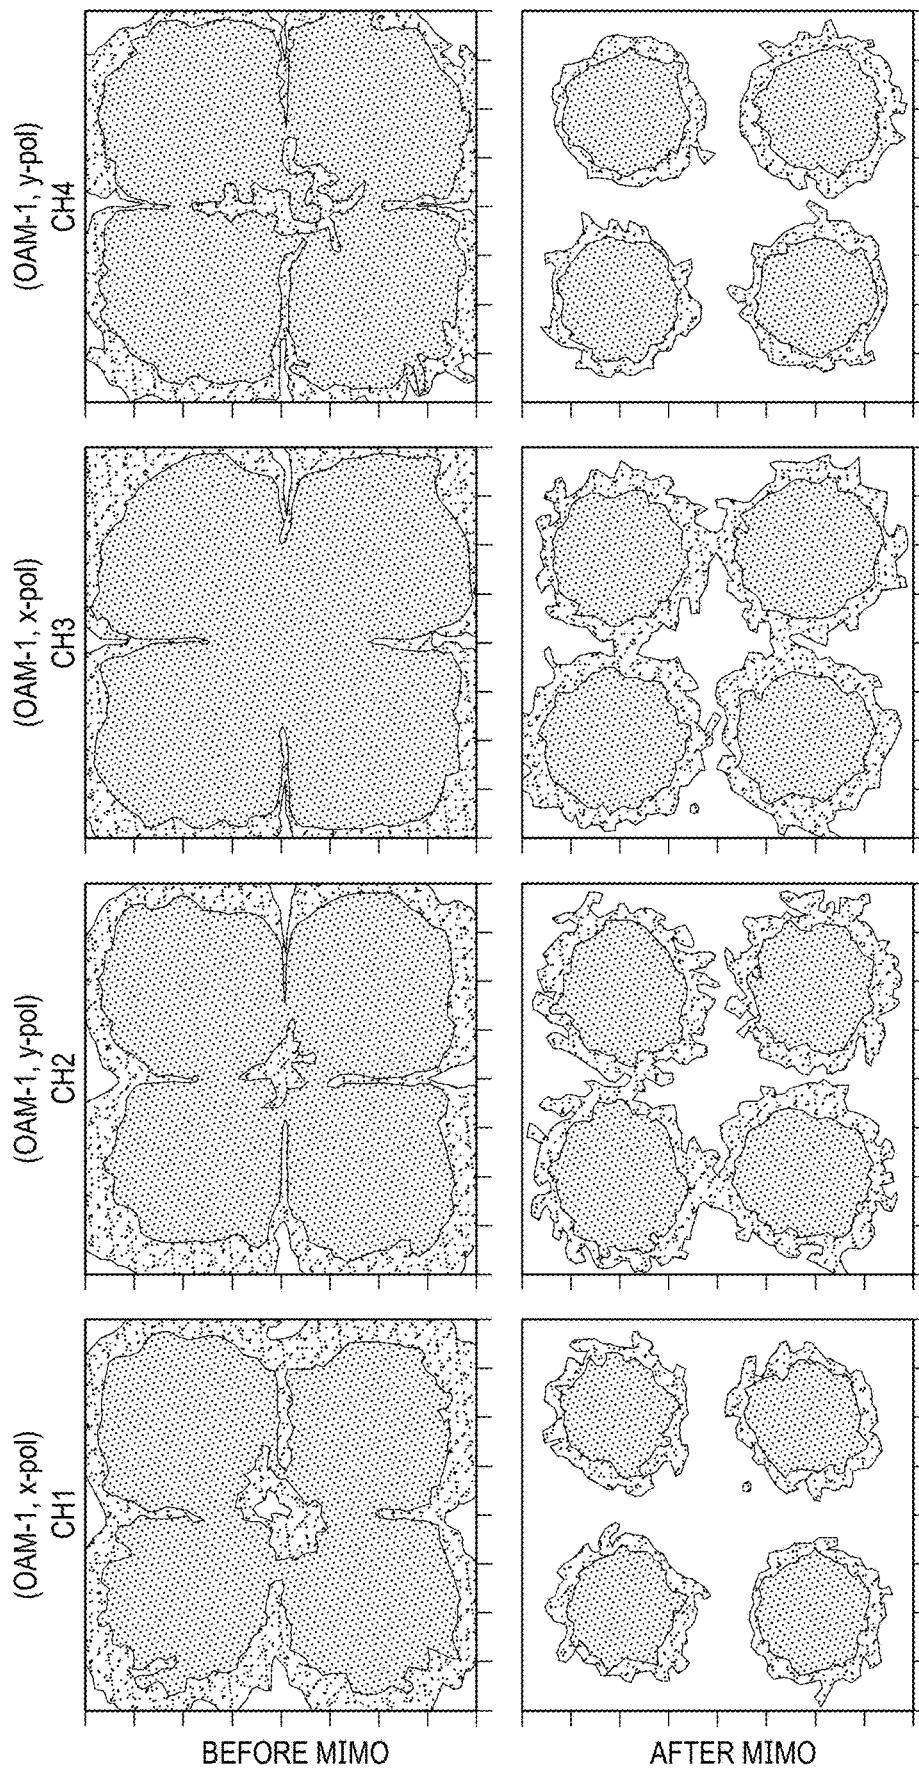 (OAM-1, x-pol)
CH1
(OAM-1, y-pol)
CH2
(OAM-1, x-pol)
CH3
(OAM-1, y-pol)
CH4
BEFORE MIMO
AFTER MIMO